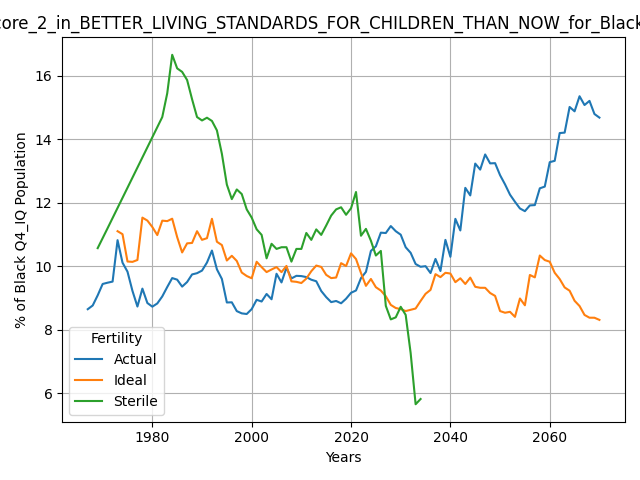 core_2_in_BETTER_LIVING_STANDARDS_FOR_CHILDREN_THAN_NOW_for_Black
% of Black Q4_IQ Population
16
14
12
10
8
6
Fertility
Actual
Ideal
Sterile
1980 2000 2020 2040 2060
Years